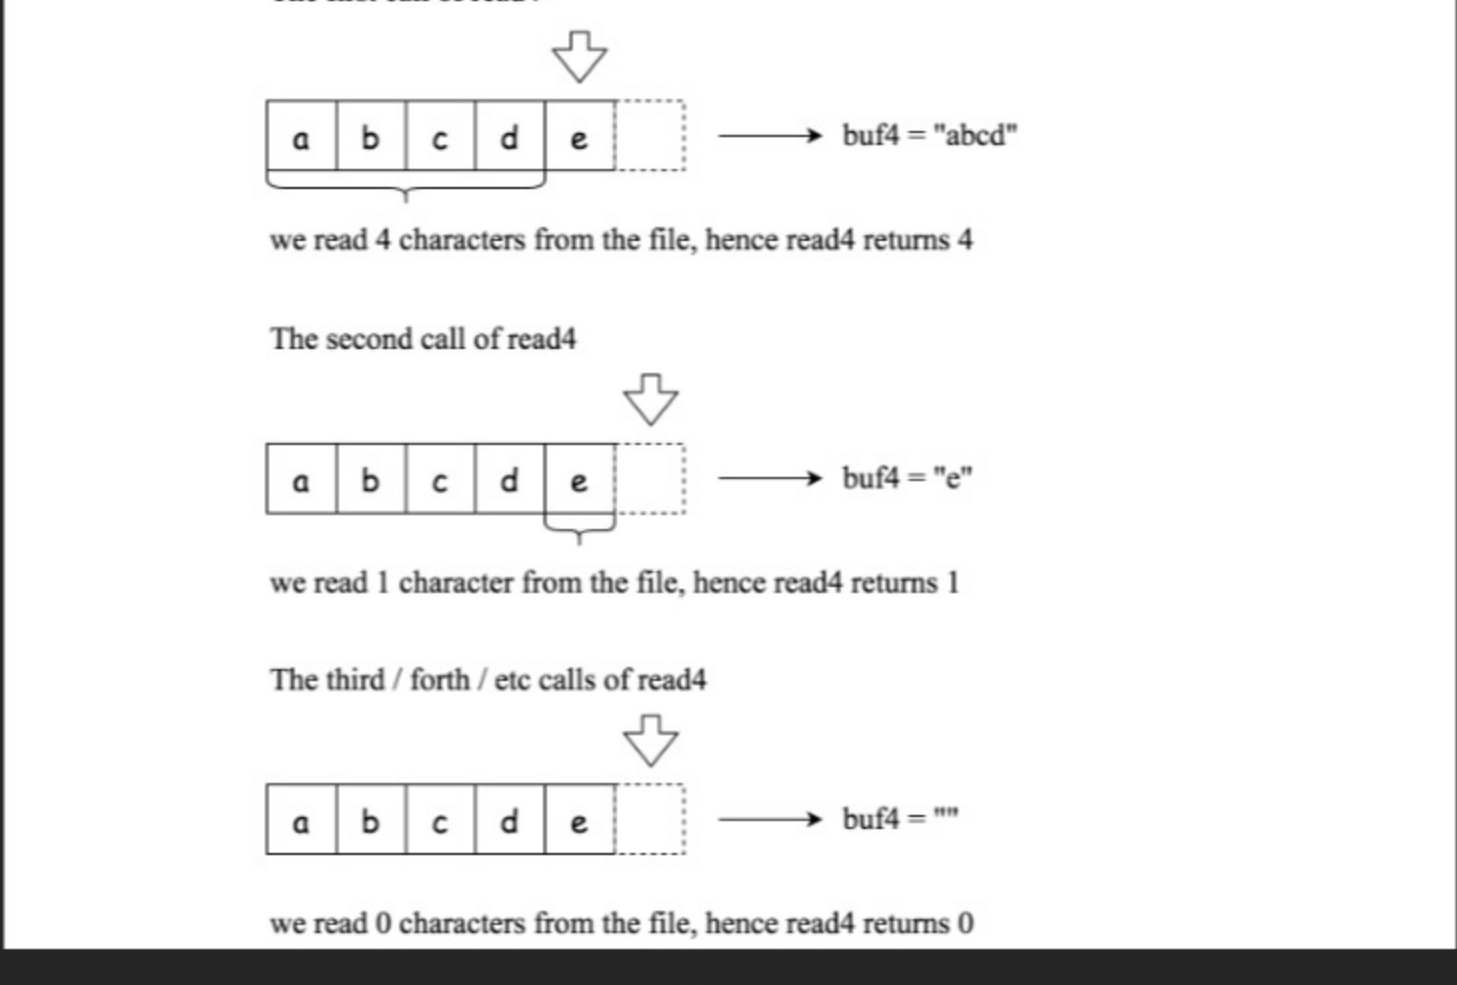 a b c d e buf4 = "abcd"
we read 4 characters from the file, hence read4 returns 4
The second call of read4
a b c d e buf4 = "e"
we read 1 character from the file, hence read4 returns 1
The third / forth / etc calls of read4
a b c d e buf4 = ""
we read 0 characters from the file, hence read4 returns 0